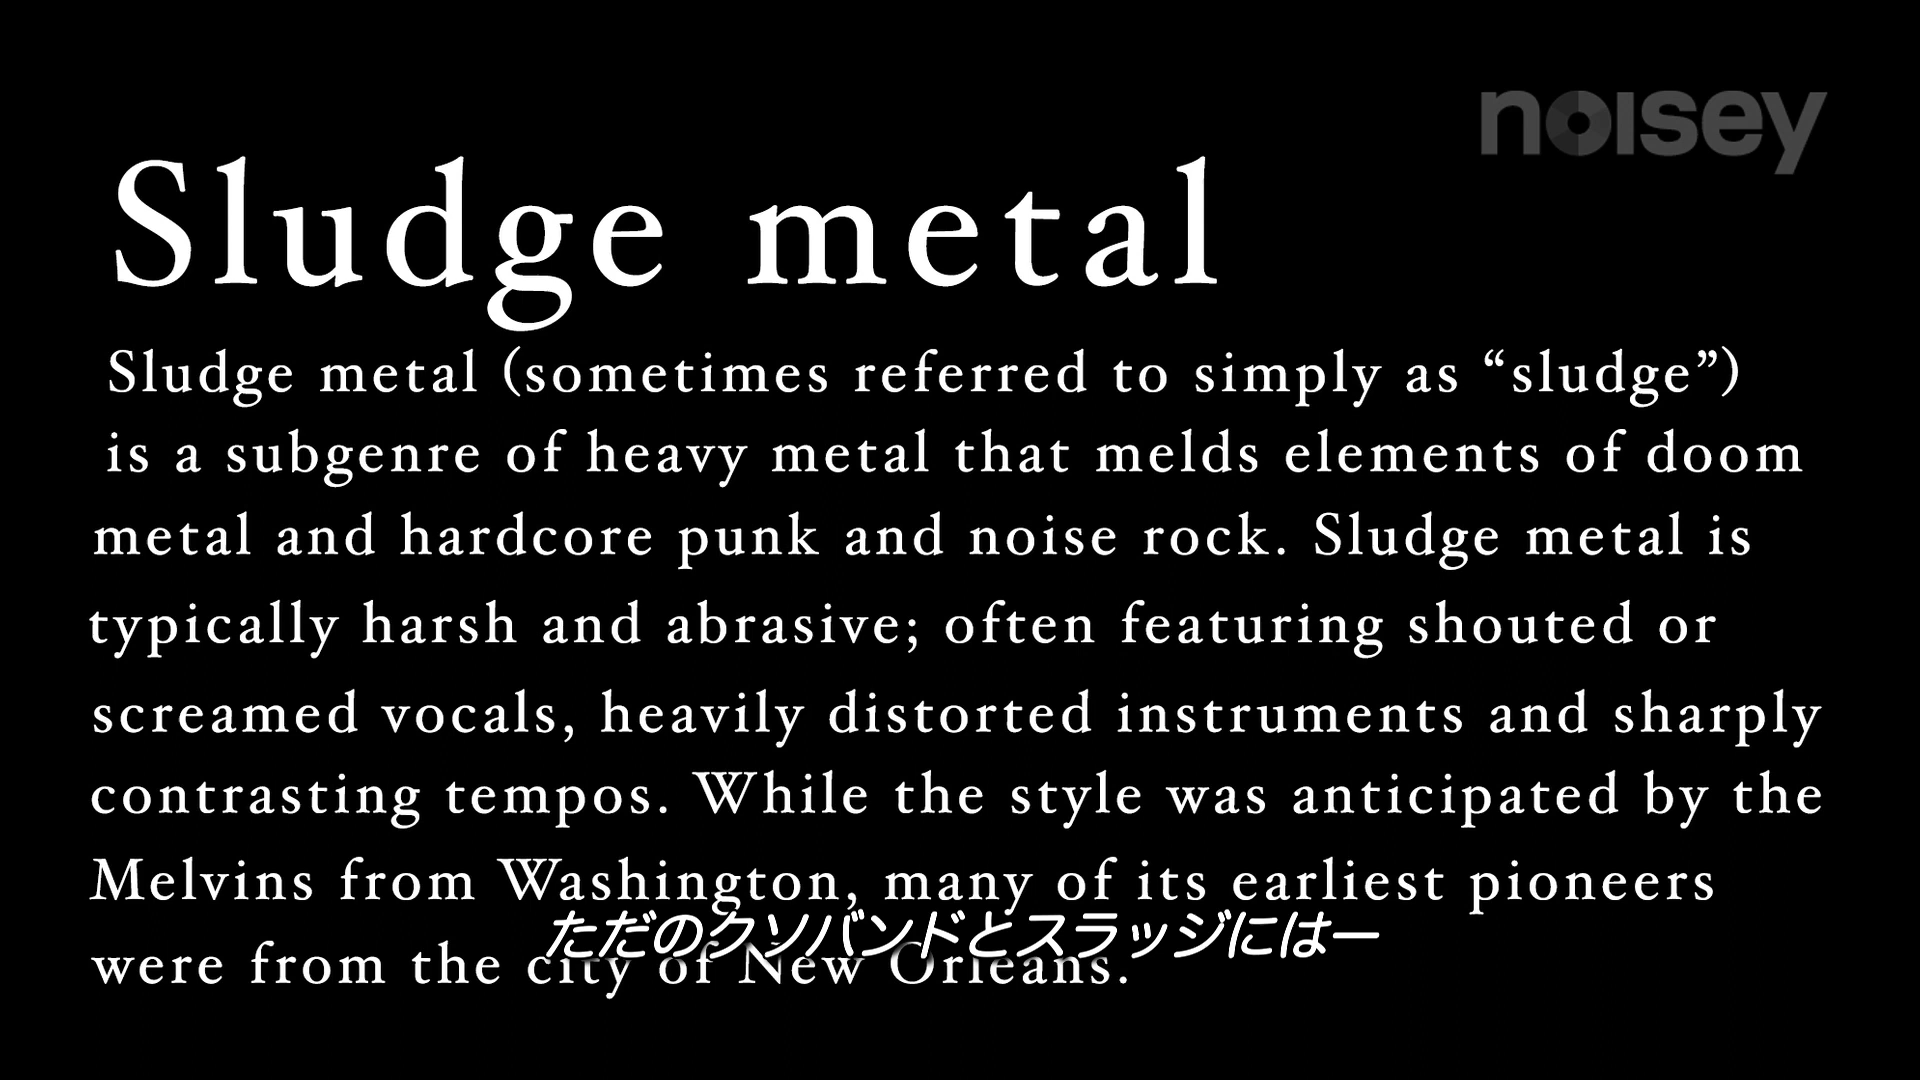 noisey
Sludge metal
Sludge metal (sometimes referred to simply as “sludge”)
is a subgenre of heavy metal that melds elements of doom
metal and hardcore punk and noise rock. Sludge metal is
typically harsh and abrasive; often featuring shouted or
screamed vocals, heavily distorted instruments and sharply
contrasting tempos. While the style was anticipated by the
Melvins from Washington, many of its earliest pioneers
were from the city of New Orleans.
ただのクソバンドとスラッジにはー